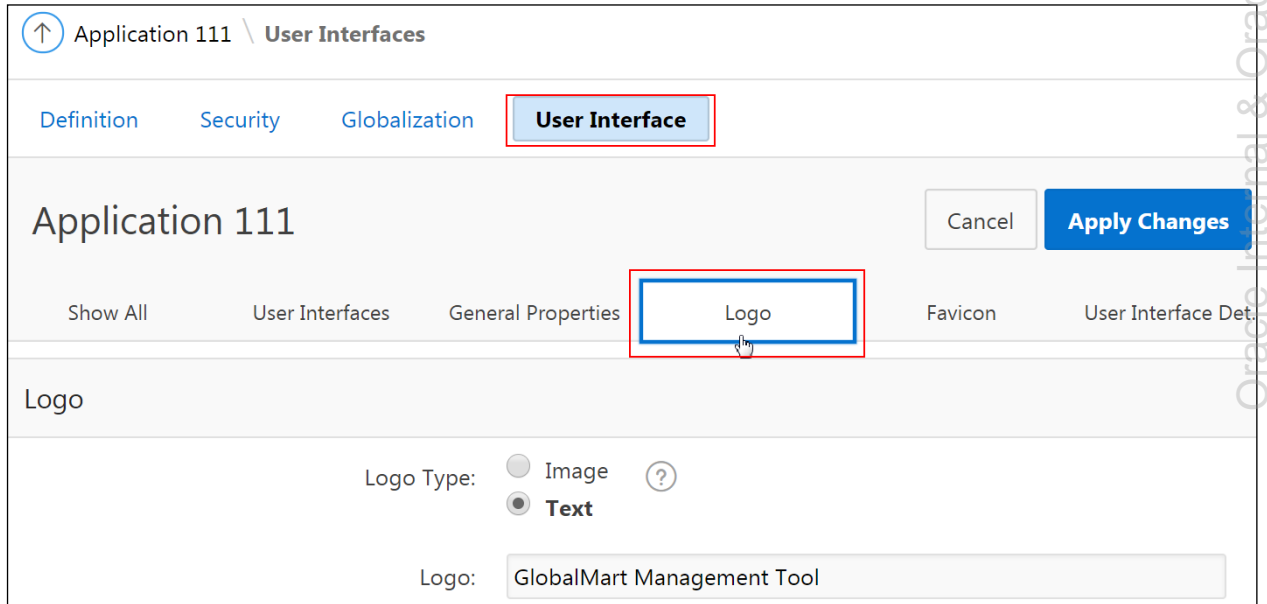 Application 111 \ User Interfaces
Definition Security Globalization User Interface
Application 111 Cancel Apply Changes
Show All User Interfaces General Properties Logo Favicon User Interface Det.
Logo
Logo Type: Image ?
Text
Logo: GlobalMart Management Tool
Oracle Internal & Orac